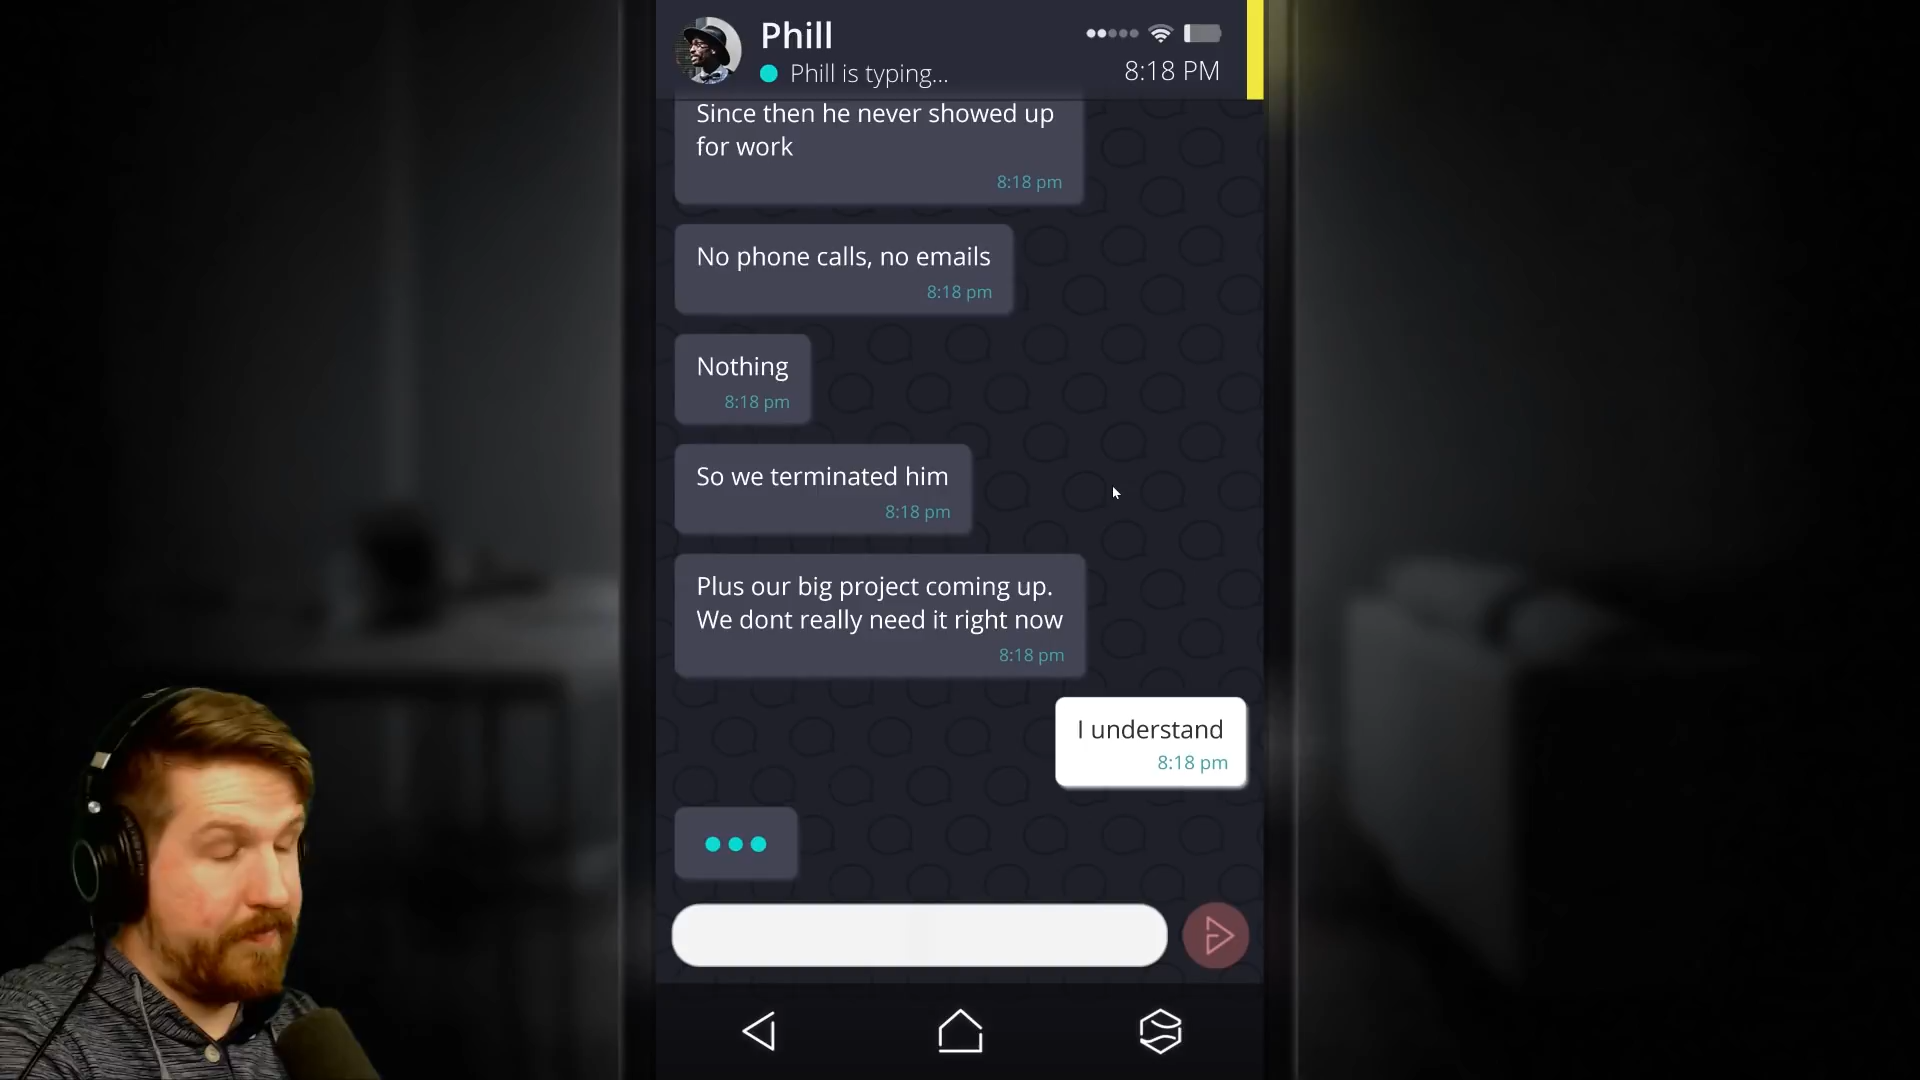 Phill
Phill is typing...
8:18 PM
Since then he never showed up
for work
8:18 pm
No phone calls, no emails
8:18 pm
Nothing
8:18 pm
So we terminated him
8:18 pm
Plus our big project coming up.
We dont really need it right now
8:18 pm
I understand
8:18 pm